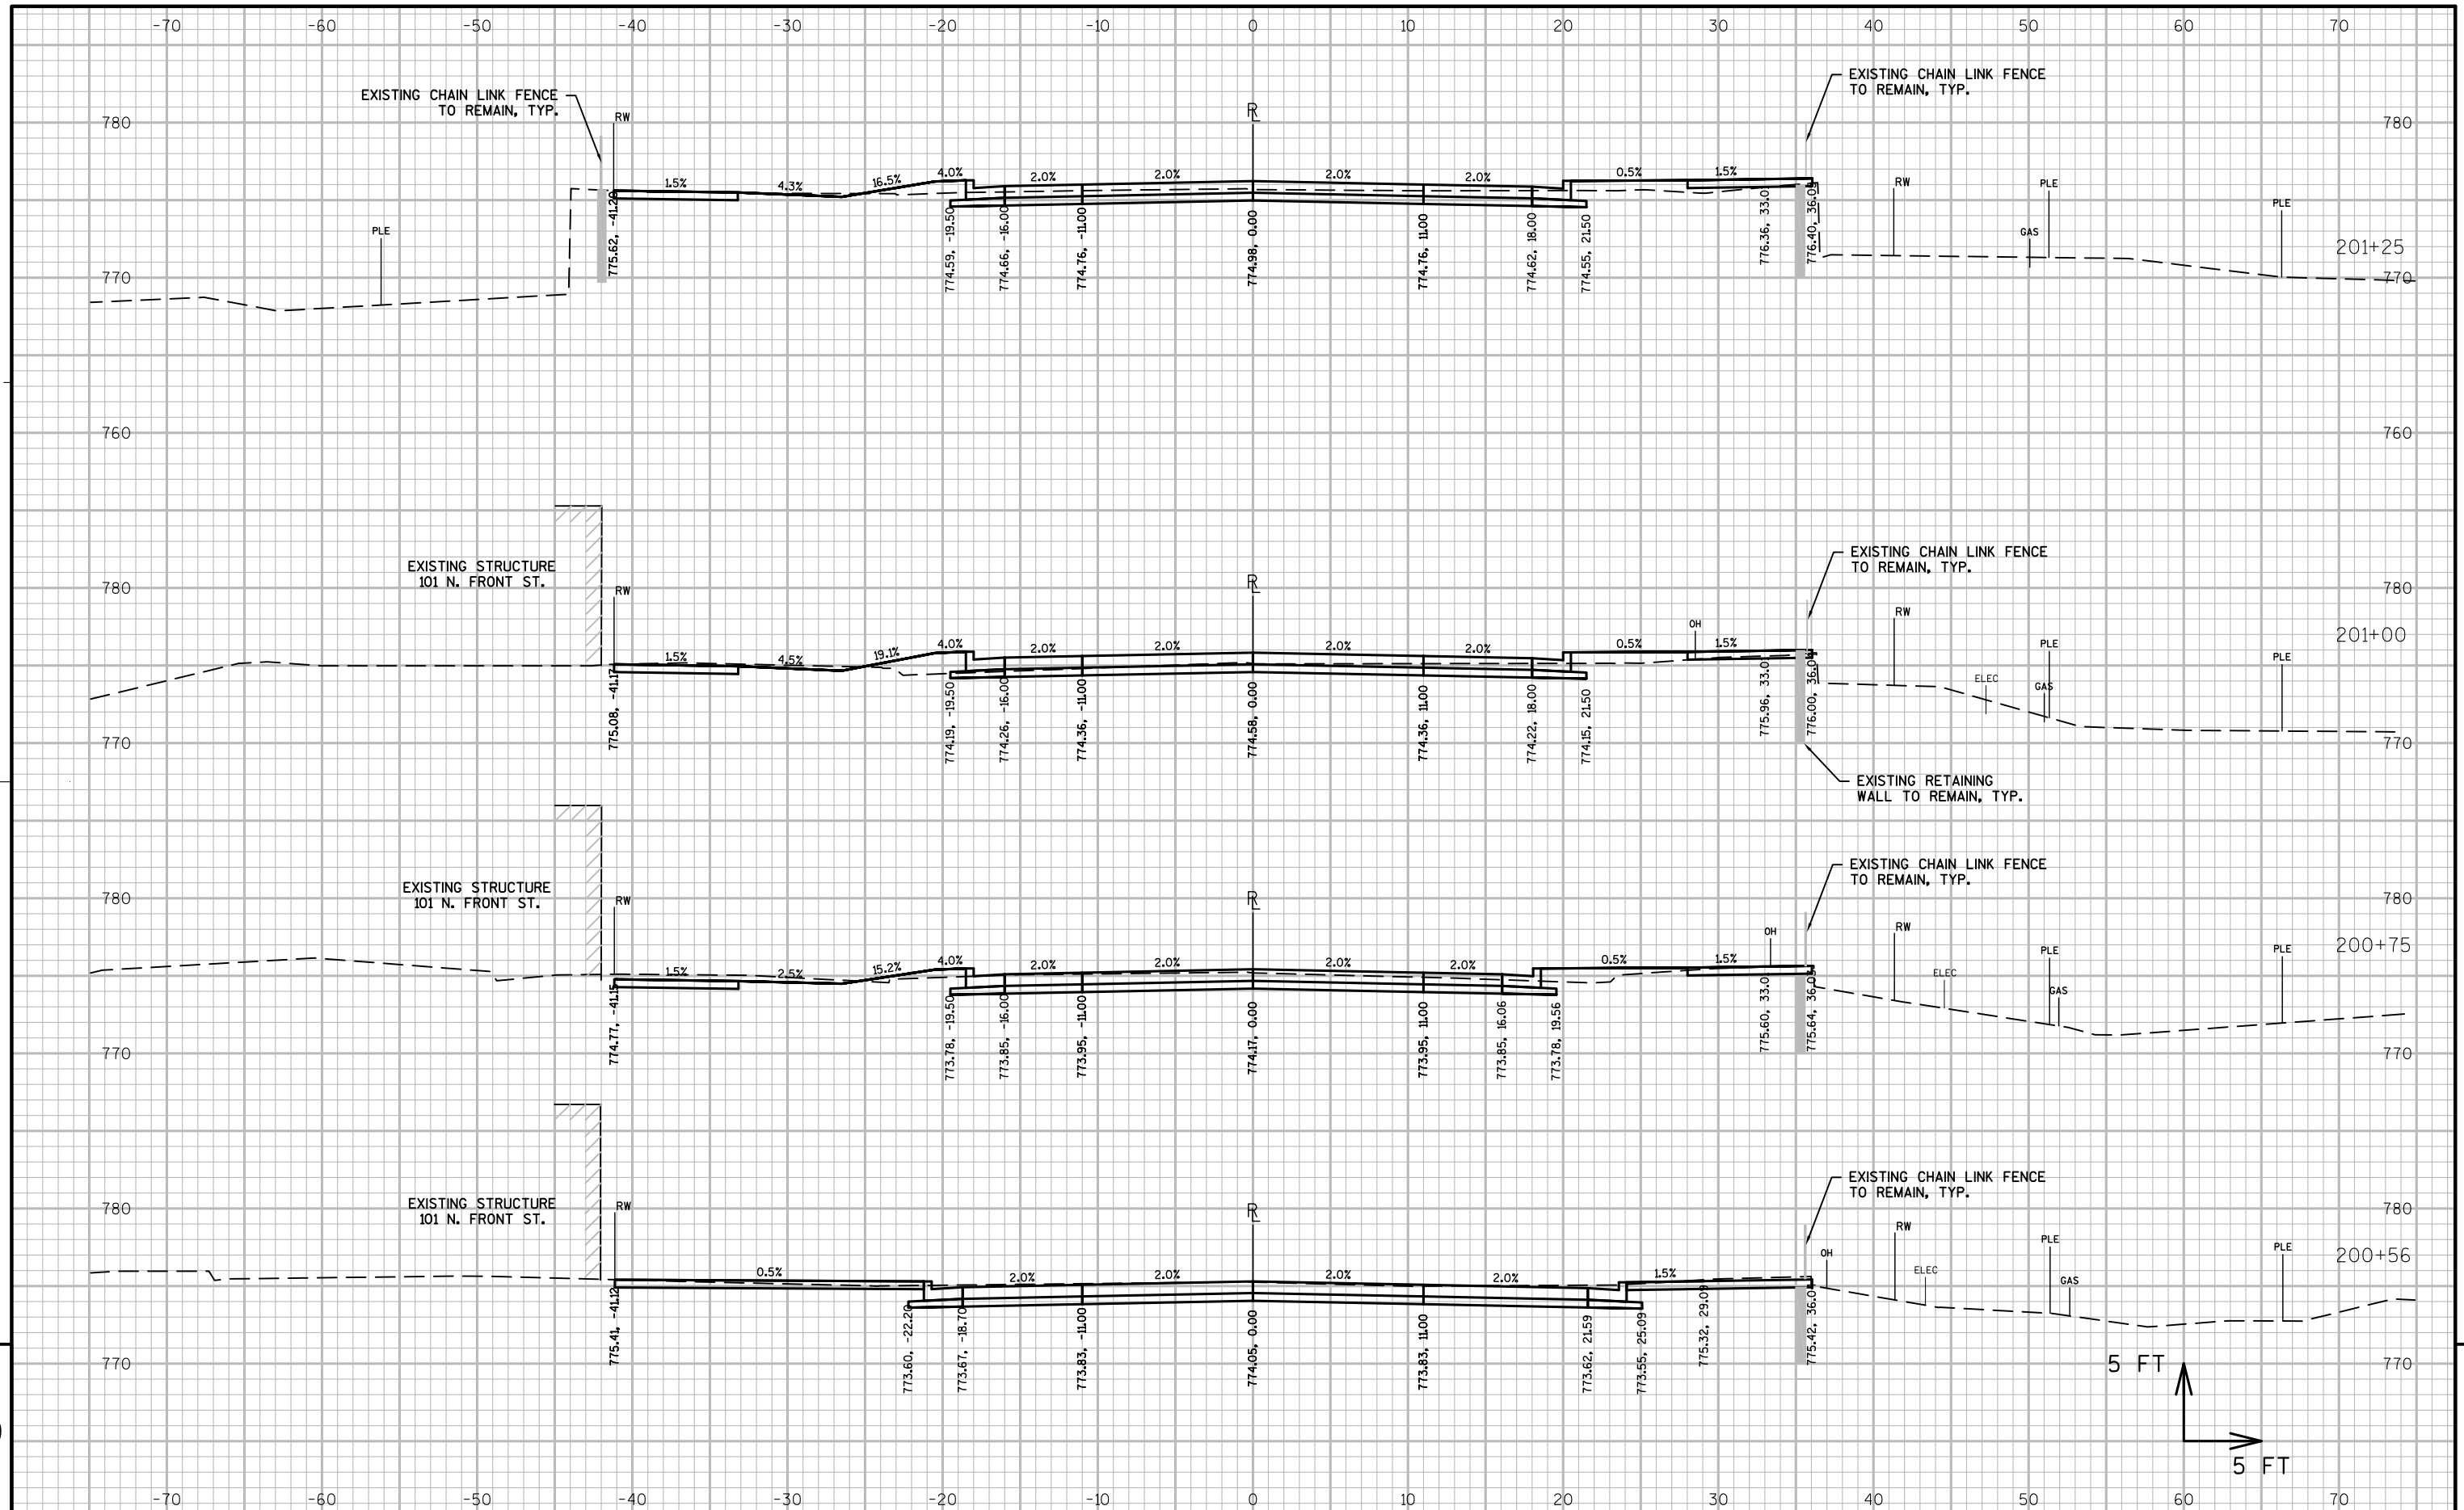 -70 -60 -50 -40 -30 -20 -10 0 10 20 30 40 50 60 70
EXISTING CHAIN LINK FENCE
TO REMAIN, TYP.
EXISTING CHAIN LINK FENCE
TO REMAIN, TYP.
780 RW PL 780
1.5% 4.3% 16.5% 4.0% 2.0% 2.0% 2.0% 2.0% 0.5% 1.5%
RW PLE PLE
PLE GAS
201+25
770 770
775.62, -41.20
774.59, -19.50
774.66, -16.00
774.76, -11.00
774.98, 0.00
774.76, 11.00
774.62, 18.00
774.55, 21.50
776.36, 33.0
776.40, 36.0
760 760
EXISTING STRUCTURE
101 N. FRONT ST.
EXISTING CHAIN LINK FENCE
TO REMAIN, TYP.
780 RW PL 780
1.5% 4.5% 19.1% 4.0% 2.0% 2.0% 2.0% 2.0% 0.5% 1.5%
OH RW PLE PLE
ELEC GAS
201+00
770 770
775.08, -41.17
774.19, -19.50
774.26, -16.00
774.36, -11.00
774.58, 0.00
774.36, 11.00
774.22, 18.00
774.15, 21.50
775.96, 33.0
776.00, 36.0
EXISTING RETAINING
WALL TO REMAIN, TYP.
EXISTING STRUCTURE
101 N. FRONT ST.
EXISTING CHAIN LINK FENCE
TO REMAIN, TYP.
780 RW PL 780
1.5% 2.5% 15.2% 4.0% 2.0% 2.0% 2.0% 2.0% 0.5% 1.5%
OH RW PLE PLE
ELEC GAS
200+75
770 770
774.77, -41.15
773.78, -19.50
773.85, -16.00
773.95, -11.00
774.17, 0.00
773.95, 11.00
773.85, 16.06
773.78, 19.56
775.60, 33.0
775.64, 36.0
EXISTING STRUCTURE
101 N. FRONT ST.
EXISTING CHAIN LINK FENCE
TO REMAIN, TYP.
780 RW PL 780
0.5% 2.0% 2.0% 2.0% 2.0% 1.5%
OH RW PLE PLE
ELEC GAS
200+56
770 770
775.41, -41.12
773.60, -22.20
773.67, -18.70
773.83, -11.00
774.05, 0.00
773.83, 11.00
773.62, 21.59
773.55, 25.09
775.32, 29.09
775.42, 36.0
5 FT
5 FT
-70 -60 -50 -40 -30 -20 -10 0 10 20 30 40 50 60 70